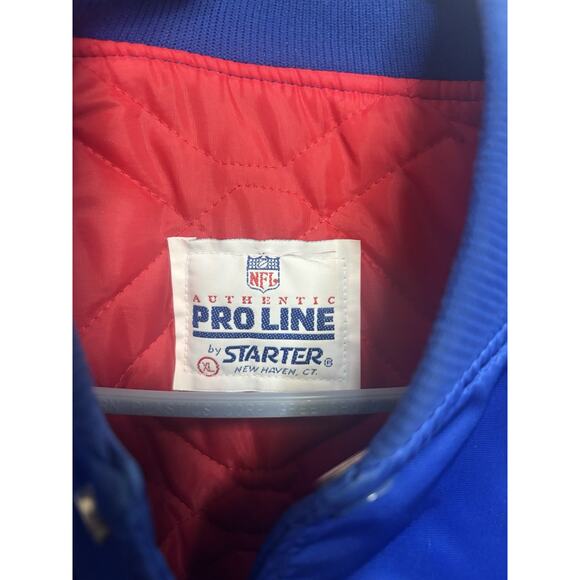 NFL
AUTHENTIC
PRO LINE
by STARTER ®
XL NEW HAVEN, CT.